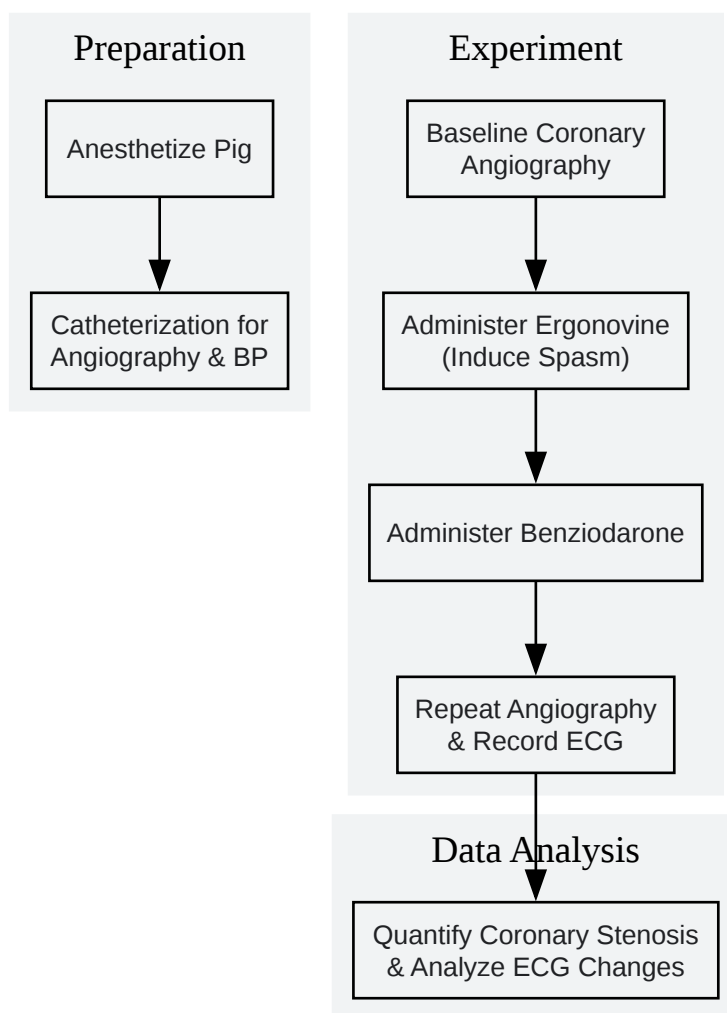 Preparation
Anesthetize Pig
Catheterization for
Angiography & BP
Experiment
Baseline Coronary
Angiography
Administer Ergonovine
(Induce Spasm)
Administer Benziodarone
Repeat Angiography
& Record ECG
Data Analysis
Quantify Coronary Stenosis
& Analyze ECG Changes